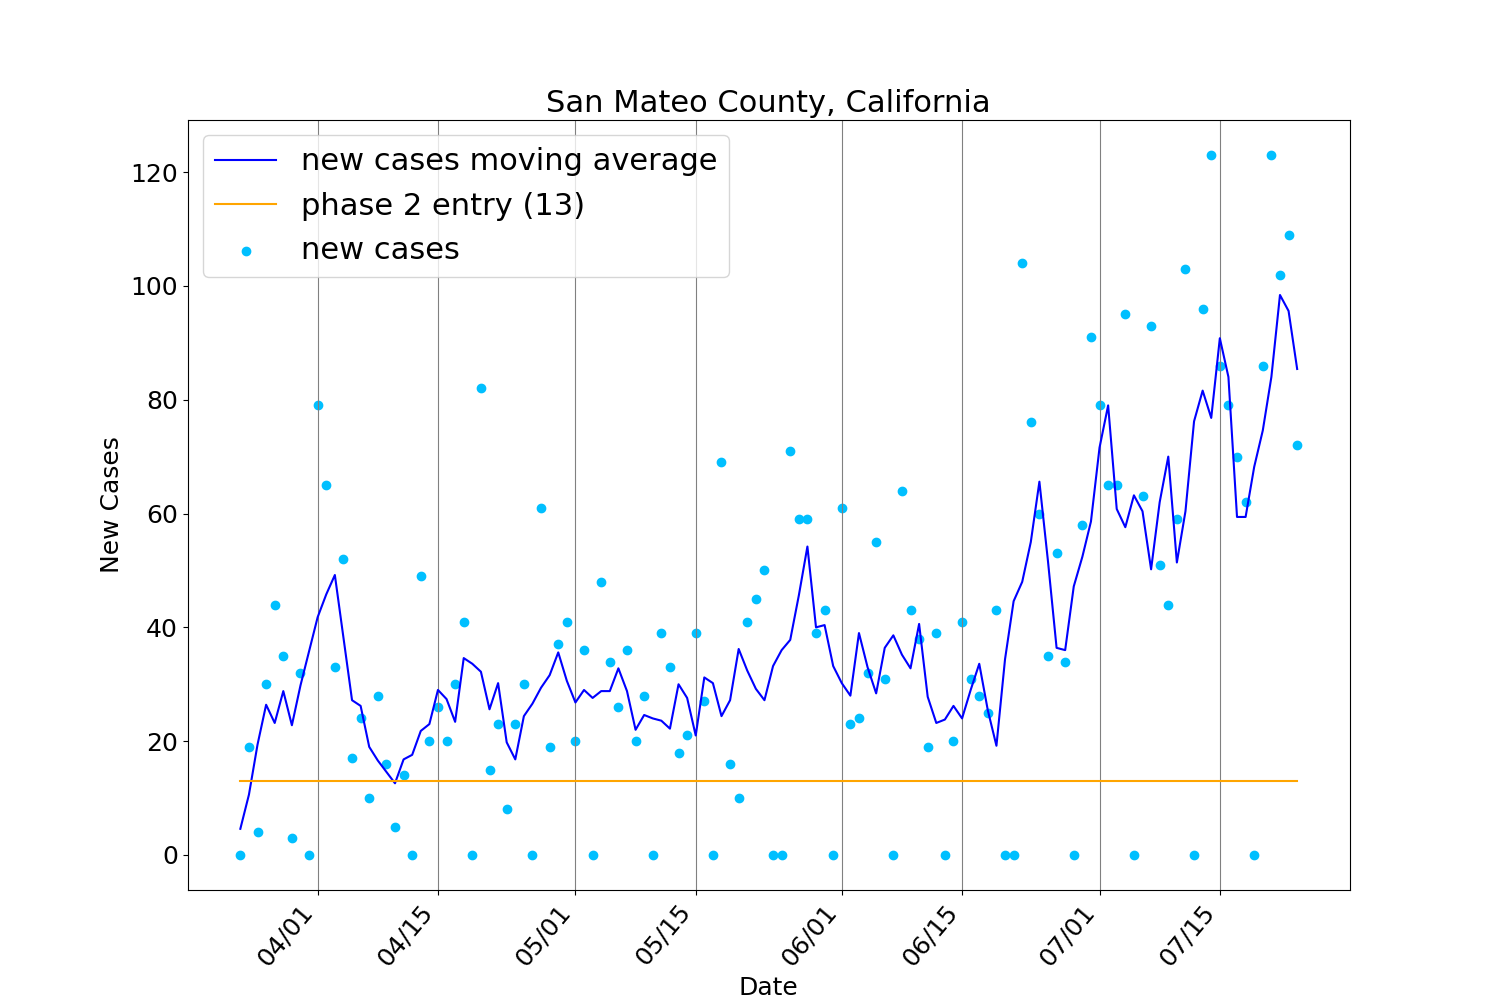 San Mateo County, California
new cases moving average
phase 2 entry (13)
new cases
120
100
80
60
40
20
0
New Cases
04/01
04/15
05/01
05/15
06/01
06/15
07/01
07/15
Date